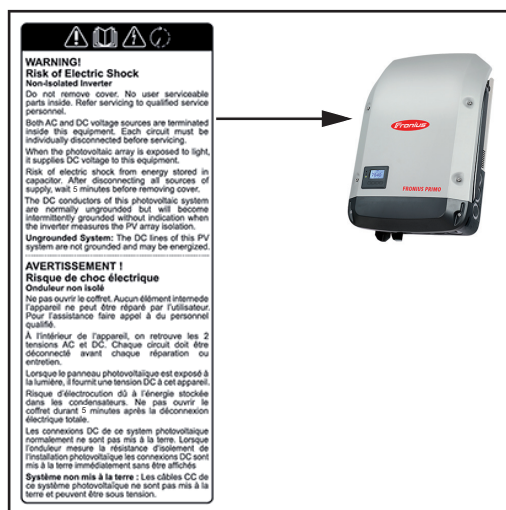 WARNING!
Risk of Electric Shock
Non-Isolated Inverter
Do not remove cover. No user serviceable
parts inside. Refer servicing to qualified service
personnel.
Both AC and DC voltage sources are terminated
inside this equipment. Each circuit must be
individually disconnected before servicing.
When the photovoltaic array is exposed to light,
it supplies DC voltage to this equipment.
Risk of electric shock from energy stored in
capacitor. After disconnecting all sources of
supply, wait 5 minutes before removing cover.
The DC conductors of this photovoltaic system
are normally ungrounded but will become
intermittently grounded without indication when
the inverter measures the PV array isolation.
Ungrounded System: The DC lines of this PV
system are not grounded and may be energized.
AVERTISSEMENT !
Risque de choc électrique
Onduleur non isolé
Ne pas ouvrir le coffret. Aucun élément internede
l'appareil ne peut être réparé par l'utilisateur.
Pour l'assistance faire appel à du personnel
qualifié.
À l'intérieur de l'appareil, on retrouve les 2
tensions AC et DC. Chaque circuit doit être
déconnecté avant chaque réparation ou
entretien.
Lorsque le panneau photovoltaïque est exposé à
la lumière, il fournit une tension DC à cet appareil.
Risque d'électrocution dû à l'énergie stockée
dans les condensateurs. Ne pas ouvrir le
coffret durant 5 minutes après la déconnexion
électrique totale.
Les connexions DC de ce system photovoltaique
normalement ne sont pas mis à la terre. Lorsque
l'onduleur mesure la résistance d'isolement de
l'installation photovoltaïque les connexions DC sont
mis à la terre immédiatement sans être affichés
Système non mis à la terre : Les câbles CC de
ce système photovoltaïque ne sont pas mis à la
terre et peuvent être sous tension.
Fronius
FRONIUS PRIMO